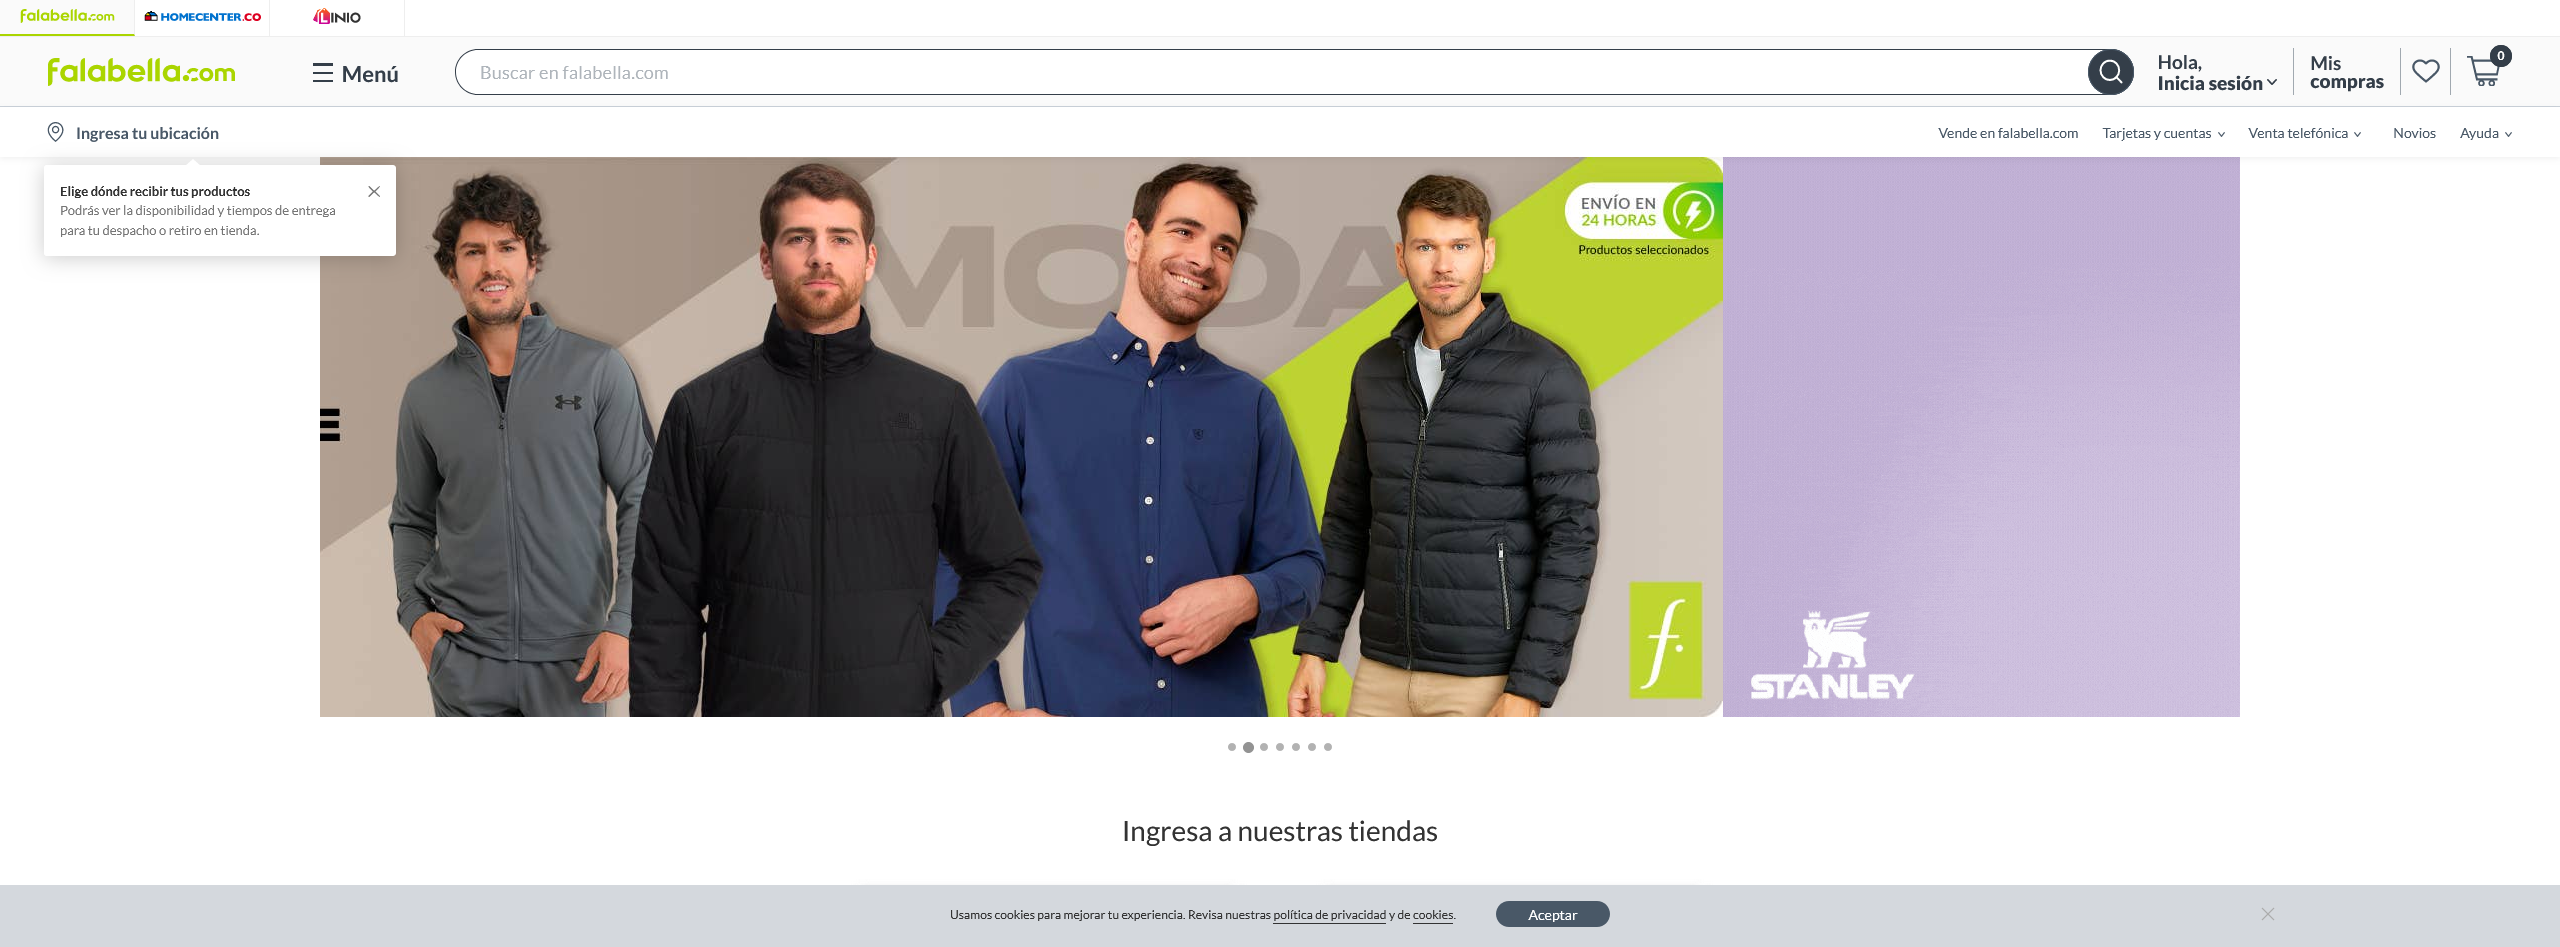 falabella.com
HOMECENTER.CO
LINIO
falabella.com
Menú
Buscar en falabella.com
Hola,
Inicia sesión
Mis
compras
0
Ingresa tu ubicación
Vende en falabella.com
Tarjetas y cuentas
Venta telefónica
Novios
Ayuda
Elige dónde recibir tus productos
Podrás ver la disponibilidad y tiempos de entrega
para tu despacho o retiro en tienda.
MODA
ENVÍO EN
24 HORAS
Productos seleccionados
E
f.
STANLEY
Ingresa a nuestras tiendas
Usamos cookies para mejorar tu experiencia. Revisa nuestras política de privacidad y de cookies.
Aceptar